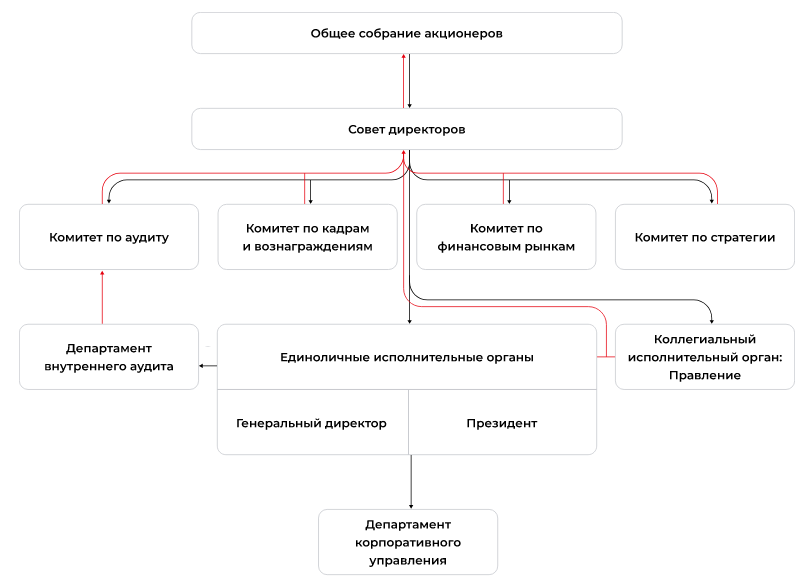 Общее собрание акционеров
Совет директоров
Комитет по аудиту
Комитет по кадрам
и вознаграждениям
Комитет по
финансовым рынкам
Комитет по стратегии
Департамент
внутреннего аудита
Единоличные исполнительные органы
Коллегиальный
исполнительный орган:
Правление
Генеральный директор
Президент
Департамент
корпоративного
управления